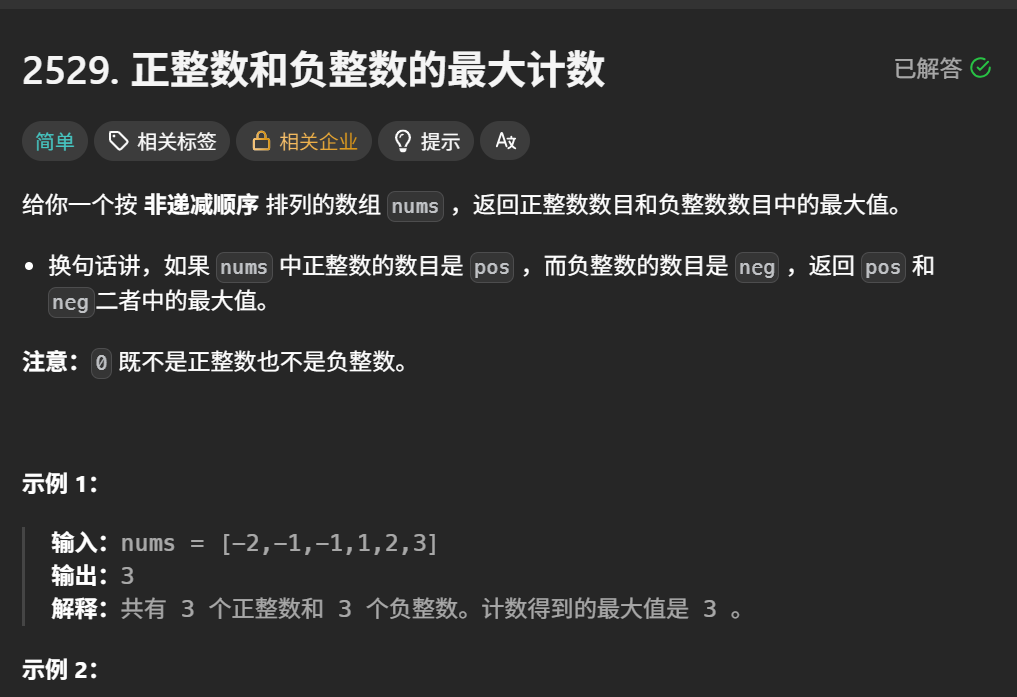 2529. 正整数和负整数的最大计数
已解答
简单 相关标签 相关企业 提示
给你一个按 非递减顺序 排列的数组 nums ，返回正整数数目和负整数数目中的最大值。
换句话讲，如果 nums 中正整数的数目是 pos ，而负整数的数目是 neg ，返回 pos 和
neg二者中的最大值。
注意：0 既不是正整数也不是负整数。
示例 1：
输入：nums = [-2,-1,-1,1,2,3]
输出：3
解释：共有 3 个正整数和 3 个负整数。计数得到的最大值是 3 。
示例 2：